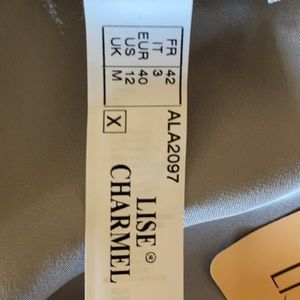 FR 42
IT 3
EUR 40
US 12
UK M
ALA2097
X
LISE ®
CHARMEL